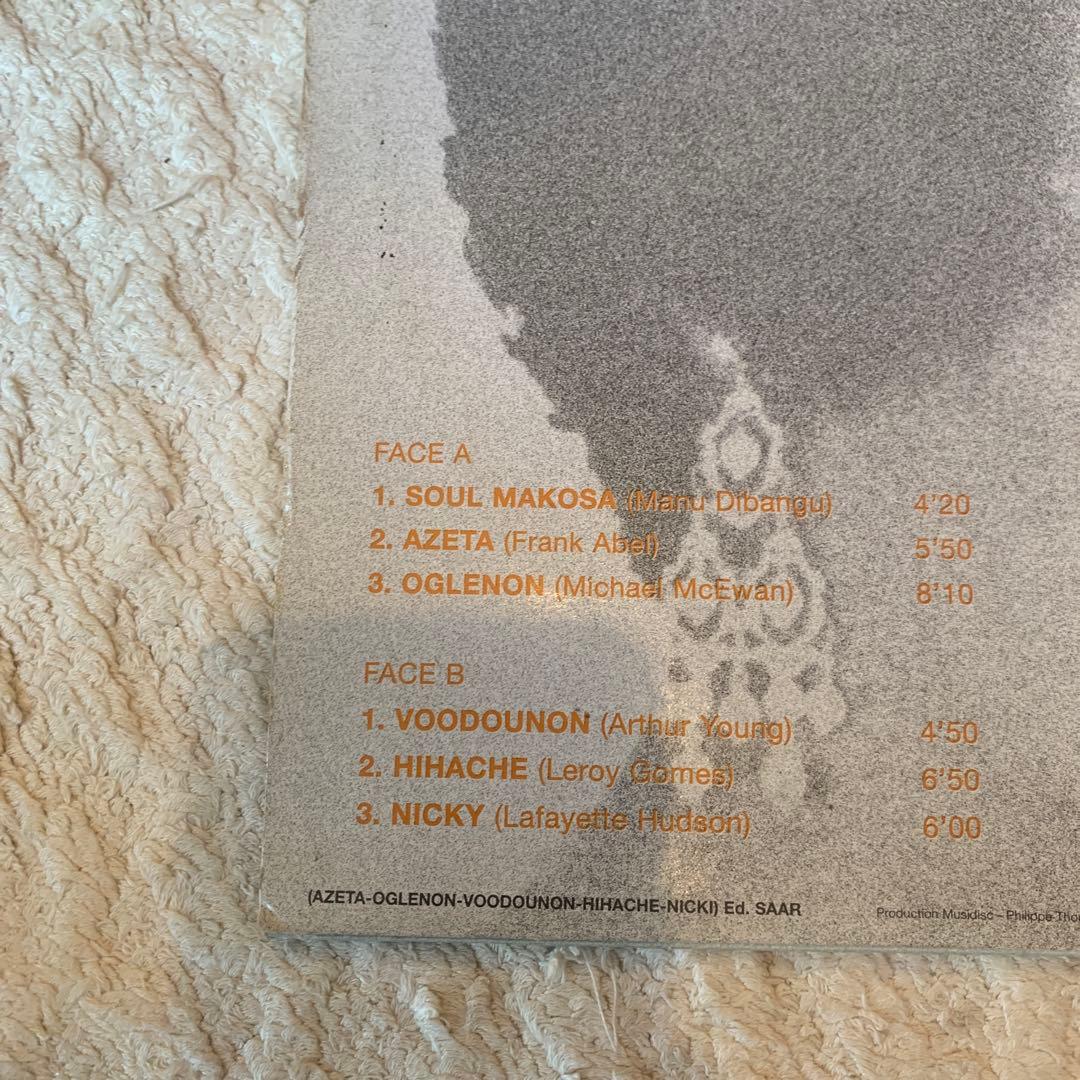 FACE A
1. SOUL MAKOSA (Manu Dibangu) 4'20
2. AZETA (Frank Abel) 5'50
3. OGLENON (Michael McEwan) 8'10
FACE B
1. VOODOUNON (Arthur Young) 4'50
2. HIHACHE (Leroy Gomes) 6'50
3. NICKY (Lafayette Hudson) 6'00
(AZETA-OGLENON-VOODOUNON-HIHACHE-NICKI) Ed. SAAR
Production Musidisc – Philippe